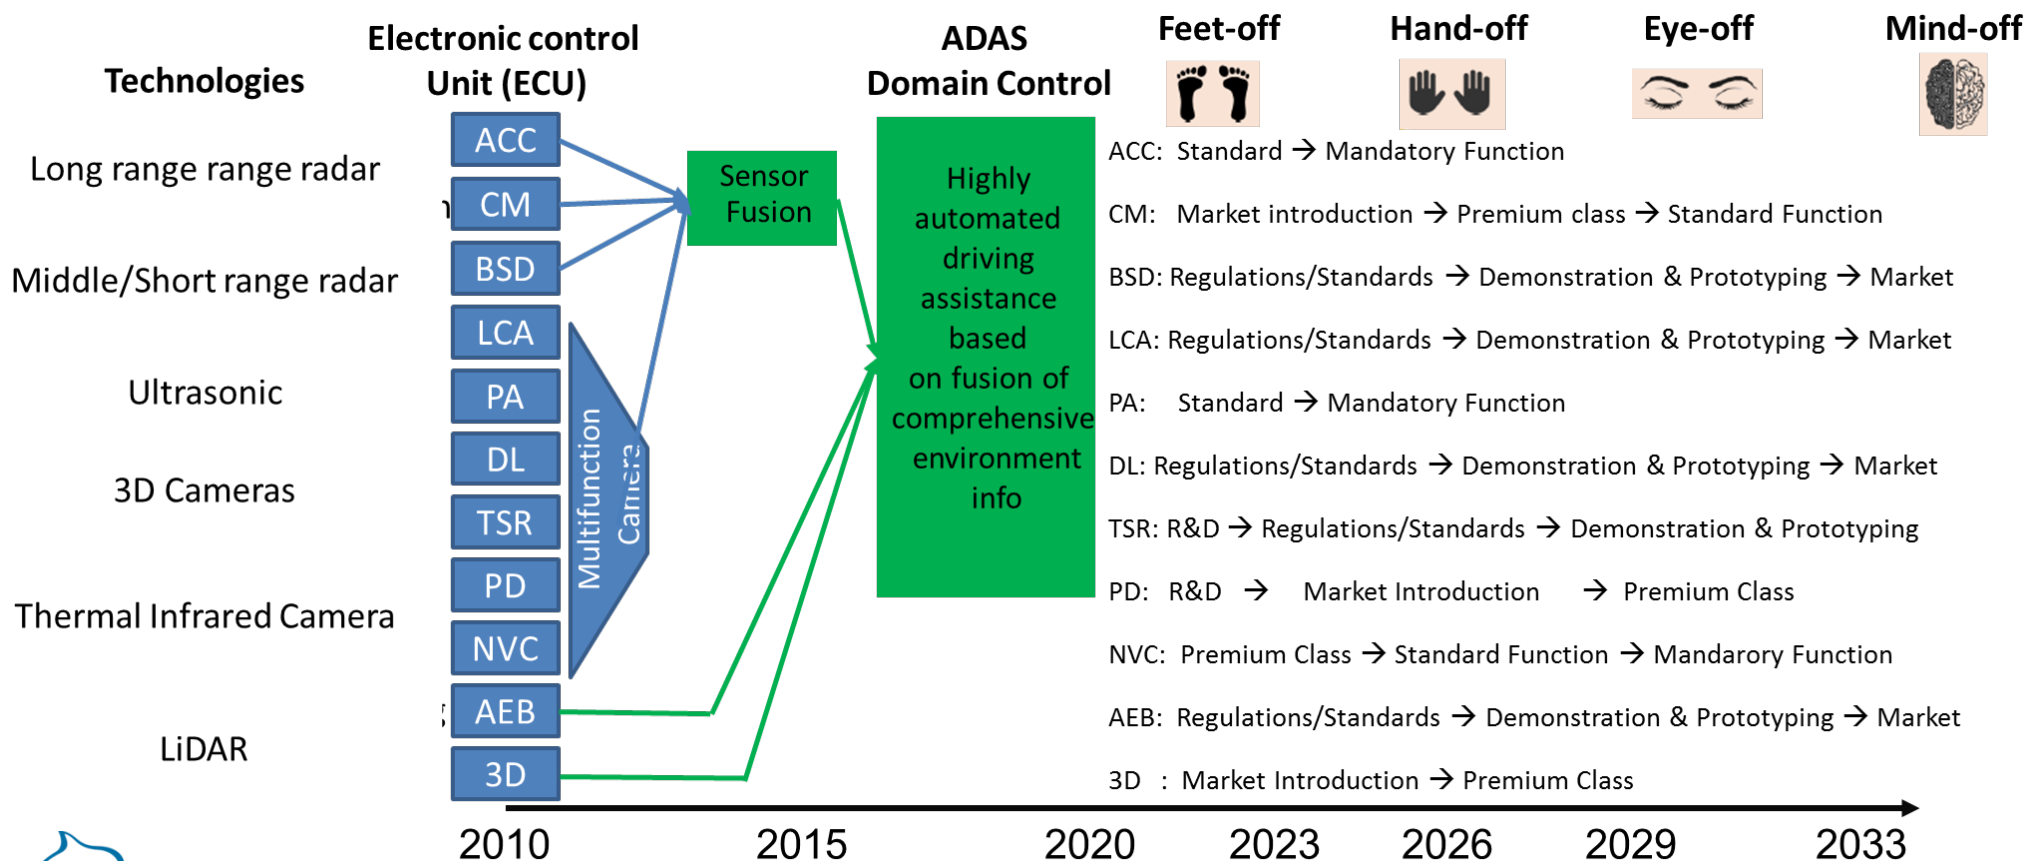 Technologies
Electronic control
Unit (ECU)
ADAS
Domain Control
Feet-off
Hand-off
Eye-off
Mind-off
Long range range radar
Middle/Short range radar
Ultrasonic
3D Cameras
Thermal Infrared Camera
LiDAR
ACC
CM
BSD
LCA
PA
DL
TSR
PD
NVC
AEB
3D
Multifunction
Camera
Sensor
Fusion
Highly
automated
driving
assistance
based
on fusion of
comprehensive
environment
info
ACC: Standard → Mandatory Function
CM: Market introduction → Premium class → Standard Function
BSD: Regulations/Standards → Demonstration & Prototyping → Market
LCA: Regulations/Standards → Demonstration & Prototyping → Market
PA: Standard → Mandatory Function
DL: Regulations/Standards → Demonstration & Prototyping → Market
TSR: R&D → Regulations/Standards → Demonstration & Prototyping
PD: R&D → Market Introduction → Premium Class
NVC: Premium Class → Standard Function → Mandarory Function
AEB: Regulations/Standards → Demonstration & Prototyping → Market
3D : Market Introduction → Premium Class
2010 2015 2020 2023 2026 2029 2033